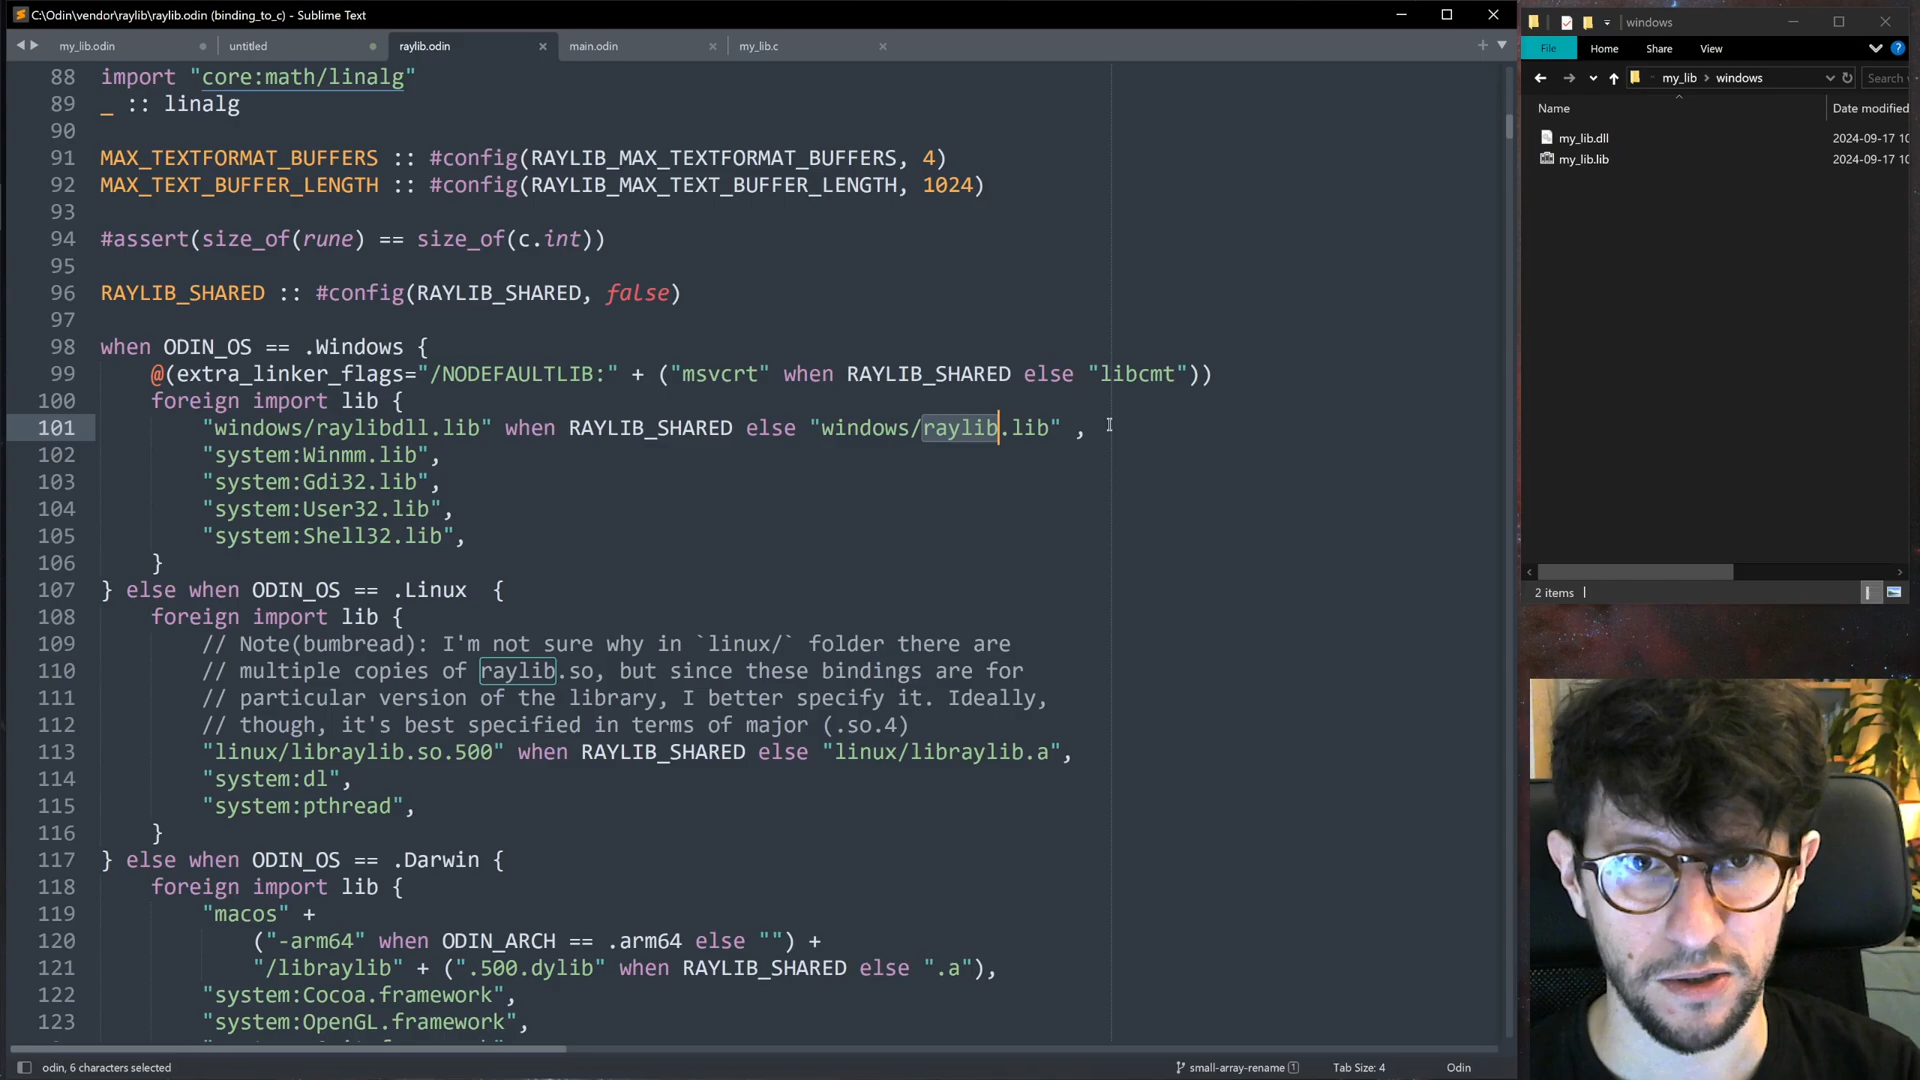 C:\Odin\vendor\raylib\raylib.odin (binding_to_c) - Sublime Text
my_lib.odin
untitled
raylib.odin
main.odin
my_lib.c
88 import "core:math/linalg"
89 _ :: linalg
90
91 MAX_TEXTFORMAT_BUFFERS :: #config(RAYLIB_MAX_TEXTFORMAT_BUFFERS, 4)
92 MAX_TEXT_BUFFER_LENGTH :: #config(RAYLIB_MAX_TEXT_BUFFER_LENGTH, 1024)
93
94 #assert(size_of(rune) == size_of(c.int))
95
96 RAYLIB_SHARED :: #config(RAYLIB_SHARED, false)
97
98 when ODIN_OS == .Windows {
99 @(extra_linker_flags="/NODEFAULTLIB:" + ("msvcrt" when RAYLIB_SHARED else "libcmt"))
100 foreign import lib {
101 "windows/raylibdll.lib" when RAYLIB_SHARED else "windows/raylib.lib" ,
102 "system:Winmm.lib",
103 "system:Gdi32.lib",
104 "system:User32.lib",
105 "system:Shell32.lib",
106 }
107 } else when ODIN_OS == .Linux  {
108 foreign import lib {
109 // Note(bumbread): I'm not sure why in `linux/` folder there are
110 // multiple copies of raylib.so, but since these bindings are for
111 // particular version of the library, I better specify it. Ideally,
112 // though, it's best specified in terms of major (.so.4)
113 "linux/libraylib.so.500" when RAYLIB_SHARED else "linux/libraylib.a",
114 "system:dl",
115 "system:pthread",
116 }
117 } else when ODIN_OS == .Darwin {
118 foreign import lib {
119 "macos" +
120 ("-arm64" when ODIN_ARCH == .arm64 else "") +
121 "/libraylib" + (".500.dylib" when RAYLIB_SHARED else ".a"),
122 "system:Cocoa.framework",
123 "system:OpenGL.framework",
odin, 6 characters selected
small-array-rename 1
Tab Size: 4
Odin
windows
File Home Share View
my_lib > windows
Search
Name Date modified
my_lib.dll 2024-09-17 10
my_lib.lib 2024-09-17 10
2 items